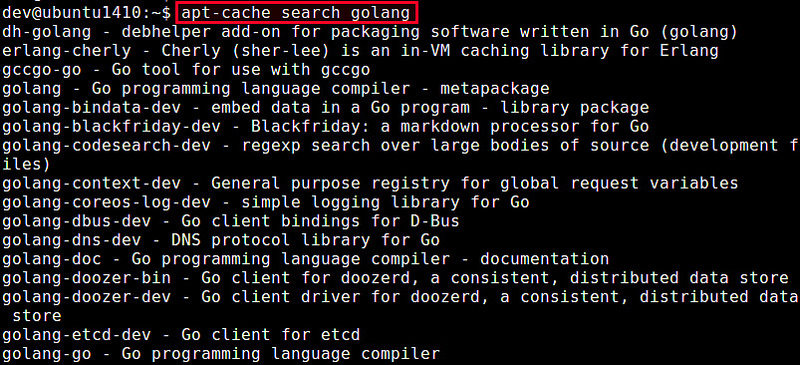 dev@ubuntu1410:~$ apt-cache search golang
dh-golang - debhelper add-on for packaging software written in Go (golang)
erlang-cherly - Cherly (sher-lee) is an in-VM caching library for Erlang
gccgo-go - Go tool for use with gccgo
golang - Go programming language compiler - metapackage
golang-bindata-dev - embed data in a Go program - library package
golang-blackfriday-dev - Blackfriday: a markdown processor for Go
golang-codesearch-dev - regexp search over large bodies of source (development f
iles)
golang-context-dev - General purpose registry for global request variables
golang-coreos-log-dev - simple logging library for Go
golang-dbus-dev - Go client bindings for D-Bus
golang-dns-dev - DNS protocol library for Go
golang-doc - Go programming language compiler - documentation
golang-doozer-bin - Go client for doozerd, a consistent, distributed data store
golang-doozer-dev - Go client driver for doozerd, a consistent, distributed data
 store
golang-etcd-dev - Go client for etcd
golang-go - Go programming language compiler